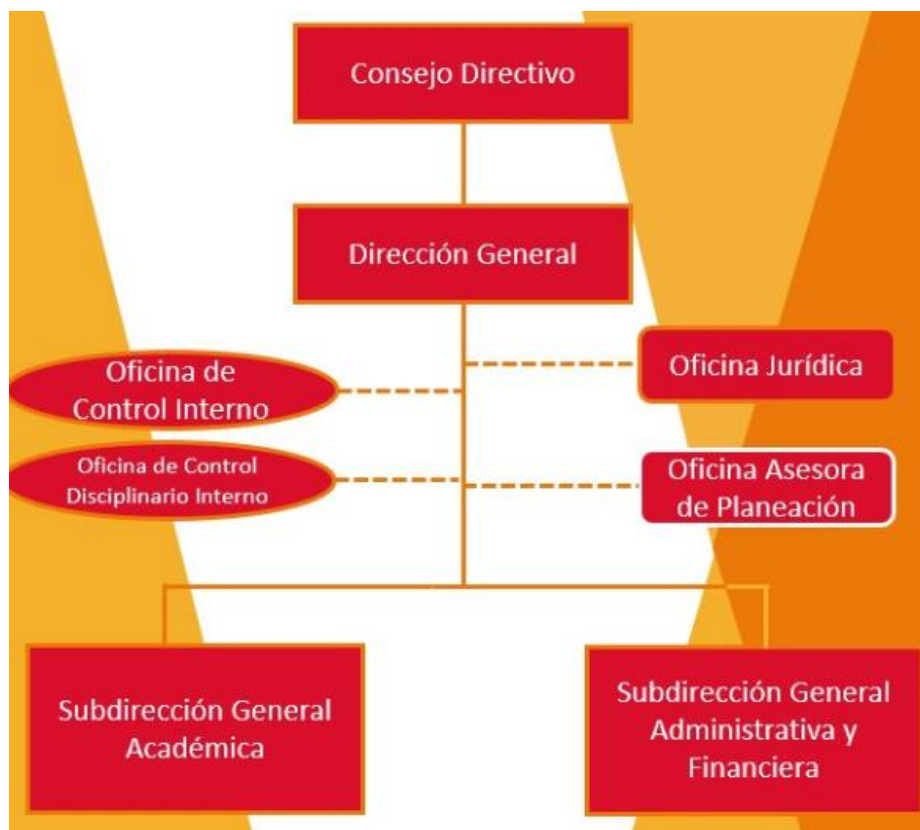 Consejo Directivo
Dirección General
Oficina de
Control Interno
Oficina Jurídica
Oficina de Control
Disciplinario Interno
Oficina Asesora
de Planeación
Subdirección General
Académica
Subdirección General
Administrativa y
Financiera